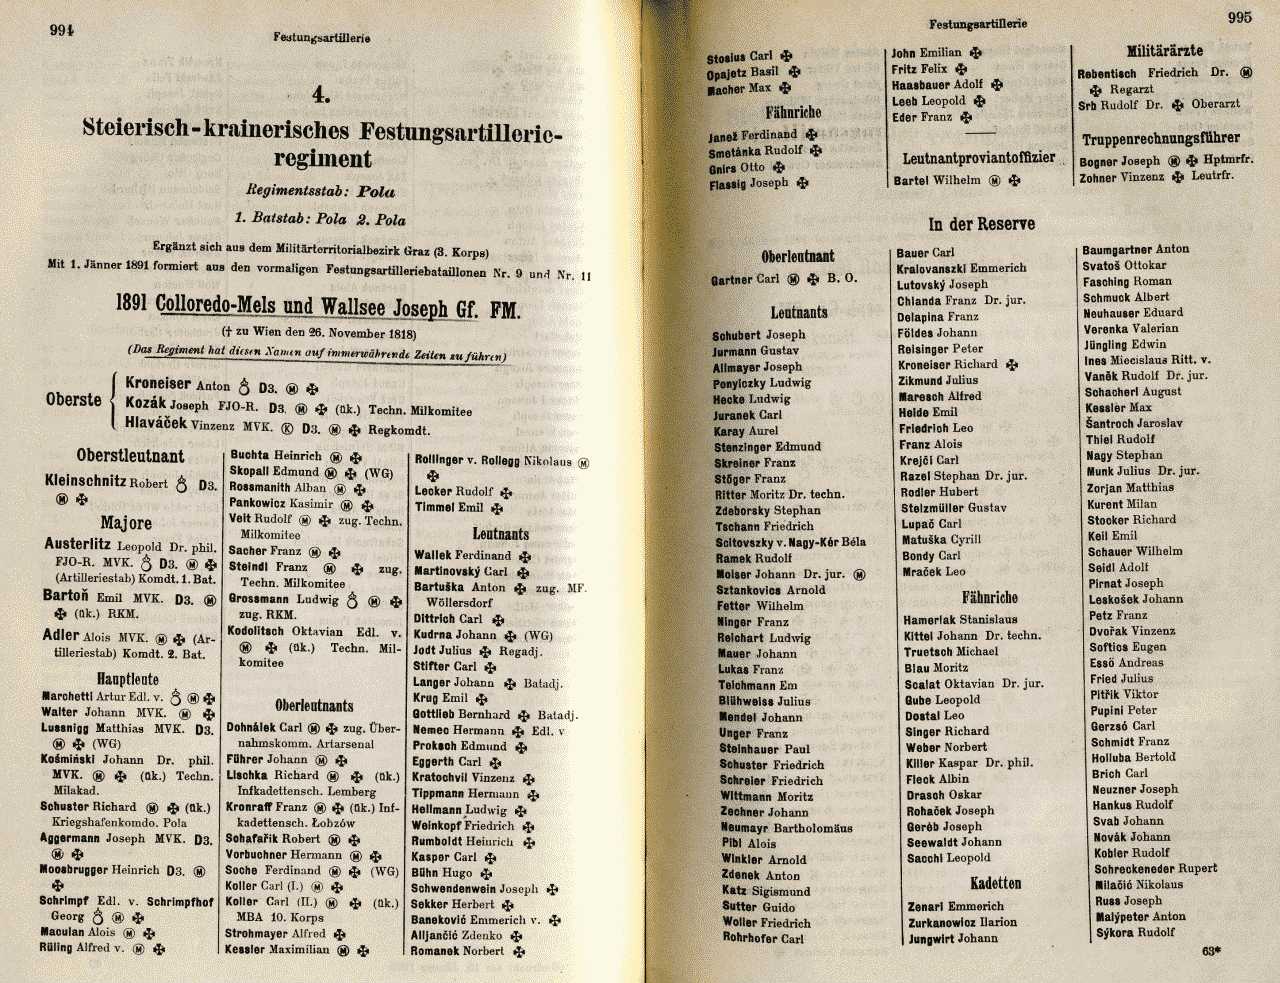 994
Festungsartillerie
4.
Steierisch-krainerisches Festungsartillerie-
regiment
Regimentsstab: Pola
1. Batstab: Pola 2. Pola
Ergänzt sich aus dem Militärterritorialbezirk Graz (3. Korps)
Mit 1. Jänner 1891 formiert aus den vormaligen Festungsartilleriebataillonen Nr. 9 und Nr. 11
1891 Colloredo-Mels und Wallsee Joseph Gf. FM.
(† zu Wien den 26. November 1818)
(Das Regiment hat diesen Namen auf immerwährende Zeiten zu führen)
Oberste
Kroneiser Anton D3. Ⓜ ✠
Kozák Joseph FJO-R. D3. Ⓜ ✠ (ük.) Techn. Milkomitee
Hlaváček Vinzenz MVK. Ⓚ D3. Ⓜ ✠ Regkomdt.
Oberstleutnant
Kleinschnitz Robert D3.
Ⓜ ✠
Majore
Austerlitz Leopold Dr. phil.
FJO-R. MVK. D3. Ⓜ ✠
(Artilleriestab) Komdt. 1. Bat.
Bartoň Emil MVK. D3. Ⓜ
✠ (ük.) RKM.
Adler Alois MVK. Ⓜ ✠ (Ar-
tilleriestab) Komdt. 2. Bat.
Hauptleute
Marchetti Artur Edl. v. Ⓜ ✠
Walter Johann MVK. Ⓜ ✠
Lussnigg Matthias MVK. D3.
Ⓜ ✠ (WG)
Kośmiński Johann Dr. phil.
MVK. Ⓜ ✠ (ük.) Techn.
Milakad.
Schuster Richard Ⓜ ✠ (ük.)
Kriegshafenkomdo. Pola
Aggermann Joseph MVK. D3.
Ⓜ ✠
Moosbrugger Heinrich D3. Ⓜ
✠
Schrimpf Edl. v. Schrimpfhof
Georg Ⓜ ✠
Maculan Alois Ⓜ ✠
Rüling Alfred v. Ⓜ ✠
Buchta Heinrich Ⓜ ✠
Skopall Edmund Ⓜ ✠ (WG)
Rossmanith Alban Ⓜ ✠
Pankowicz Kasimir Ⓜ ✠
Veit Rudolf Ⓜ ✠ zug. Techn.
Milkomitee
Sacher Franz Ⓜ ✠
Steindl Franz Ⓜ ✠ zug.
Techn. Milkomitee
Grossmann Ludwig Ⓜ ✠
zug. RKM.
Kodolitsch Oktavian Edl. v.
Ⓜ ✠ (ük.) Techn. Mil-
komitee
Oberleutnants
Dohnálek Carl Ⓜ ✠ zug. Über-
nahmskomm. Artarsenal
Führer Johann Ⓜ ✠
Lischka Richard Ⓜ ✠ (ük.)
Infkadettensch. Lemberg
Kronraff Franz Ⓜ ✠ (ük.) Inf-
kadettensch. Łobzów
Schafařik Robert Ⓜ ✠
Vorbuchner Hermann Ⓜ ✠
Soche Ferdinand Ⓜ ✠ (WG)
Koller Carl (I.) Ⓜ ✠
Koller Carl (II.) Ⓜ ✠ (ük.)
MBA 10. Korps
Strohmayer Alfred ✠
Kessler Maximilian Ⓜ ✠
Rollinger v. Rollegg Nikolaus Ⓜ
✠
Lecker Rudolf ✠
Timmel Emil ✠
Leutnants
Wallek Ferdinand ✠
Martinovský Carl ✠
Bartuška Anton ✠ zug. MF.
Wöllersdorf
Dittrich Carl ✠
Kudrna Johann ✠ (WG)
Jodt Julius ✠ Regadj.
Stifter Carl ✠
Langer Johann ✠ Batadj.
Krug Emil ✠
Gottlieb Bernhard ✠ Batadj.
Nemec Hermann ✠ Edl. v
Proksch Edmund ✠
Eggerth Carl ✠
Kratochvil Vinzenz ✠
Tippmann Hermann ✠
Hellmann Ludwig ✠
Weinkopf Friedrich ✠
Rumboldt Heinrich ✠
Kasper Carl ✠
Bühn Hugo ✠
Schwendenwein Joseph ✠
Sekker Herbert ✠
Baneković Emmerich v. ✠
Alljančić Zdenko ✠
Romanek Norbert ✠
Festungsartillerie
995
Stosius Carl ✠
Opajetz Basil ✠
Macher Max ✠
Fähnriche
Janež Ferdinand ✠
Smetánka Rudolf ✠
Gnirs Otto ✠
Flassig Joseph ✠
John Emilian ✠
Fritz Felix ✠
Haasbauer Adolf ✠
Leeb Leopold ✠
Eder Franz ✠
Leutnantproviantoffizier
Bartel Wilhelm Ⓜ ✠
Militärärzte
Rebentisch Friedrich Dr. Ⓜ
✠ Regarzt
Srb Rudolf Dr. ✠ Oberarzt
Truppenrechnungsführer
Bogner Joseph Ⓜ ✠ Hptmrfr.
Zohner Vinzenz ✠ Leutrfr.
In der Reserve
Oberleutnant
Gartner Carl Ⓜ ✠ B. O.
Leutnants
Schubert Joseph
Jurmann Gustav
Allmayer Joseph
Ponyiczky Ludwig
Hecke Ludwig
Juranek Carl
Karay Aurel
Stenzinger Edmund
Skreiner Franz
Stöger Franz
Ritter Moritz Dr. techn.
Zdeborsky Stephan
Tschann Friedrich
Scitovszky v. Nagy-Kér Béla
Ramek Rudolf
Moiser Johann Dr. jur. Ⓜ
Sztankovics Arnold
Fetter Wilhelm
Ninger Franz
Reichart Ludwig
Mauer Johann
Lukas Franz
Teichmann Em
Blühweiss Julius
Mendel Johann
Unger Franz
Steinhauer Paul
Schuster Friedrich
Schreier Friedrich
Wittmann Moritz
Zechner Johann
Neumayr Bartholomäus
Pibl Alois
Winkler Arnold
Zdenek Anton
Katz Sigismund
Sutter Guido
Woller Friedrich
Rohrhofer Carl
Bauer Carl
Kralovanszki Emmerich
Lutovský Joseph
Chlanda Franz Dr. jur.
Delapina Franz
Földes Johann
Reisinger Peter
Kroneiser Richard ✠
Zikmund Julius
Maresch Alfred
Heide Emil
Friedrich Leo
Franz Alois
Krejčí Carl
Razel Stephan Dr. jur.
Rodler Hubert
Stelzmüller Gustav
Lupač Carl
Matuška Cyrill
Bondy Carl
Mraček Leo
Fähnriche
Hamerlak Stanislaus
Kittel Johann Dr. techn.
Truetsch Michael
Blau Moritz
Scalat Oktavian Dr. jur.
Gube Leopold
Dostal Leo
Singer Richard
Weber Norbert
Killer Kaspar Dr. phil.
Fleck Albin
Drasch Oskar
Rohaček Joseph
Geréb Joseph
Seewaldt Johann
Sacchi Leopold
Kadetten
Zenari Emmerich
Zurkanowicz Ilarion
Jungwirt Johann
Baumgartner Anton
Svatoš Ottokar
Fasching Roman
Schmuck Albert
Neuhauser Eduard
Verenka Valerian
Jüngling Edwin
Ines Miecislaus Ritt. v.
Vaněk Rudolf Dr. jur.
Schacherl August
Kessler Max
Šantroch Jaroslav
Thiel Rudolf
Nagy Stephan
Munk Julius Dr. jur.
Zorjan Matthias
Kurent Milan
Stocker Richard
Keil Emil
Schauer Wilhelm
Seidl Adolf
Pirnat Joseph
Leskošek Johann
Petz Franz
Dvořak Vinzenz
Softics Eugen
Essö Andreas
Fried Julius
Pitřik Viktor
Pupini Peter
Gerzsó Carl
Schmidt Franz
Holluba Bertold
Brich Carl
Neuzner Joseph
Hankus Rudolf
Svab Johann
Novák Johann
Kobler Rudolf
Schreckeneder Rupert
Milačić Nikolaus
Russ Joseph
Malýpeter Anton
Sýkora Rudolf
63*